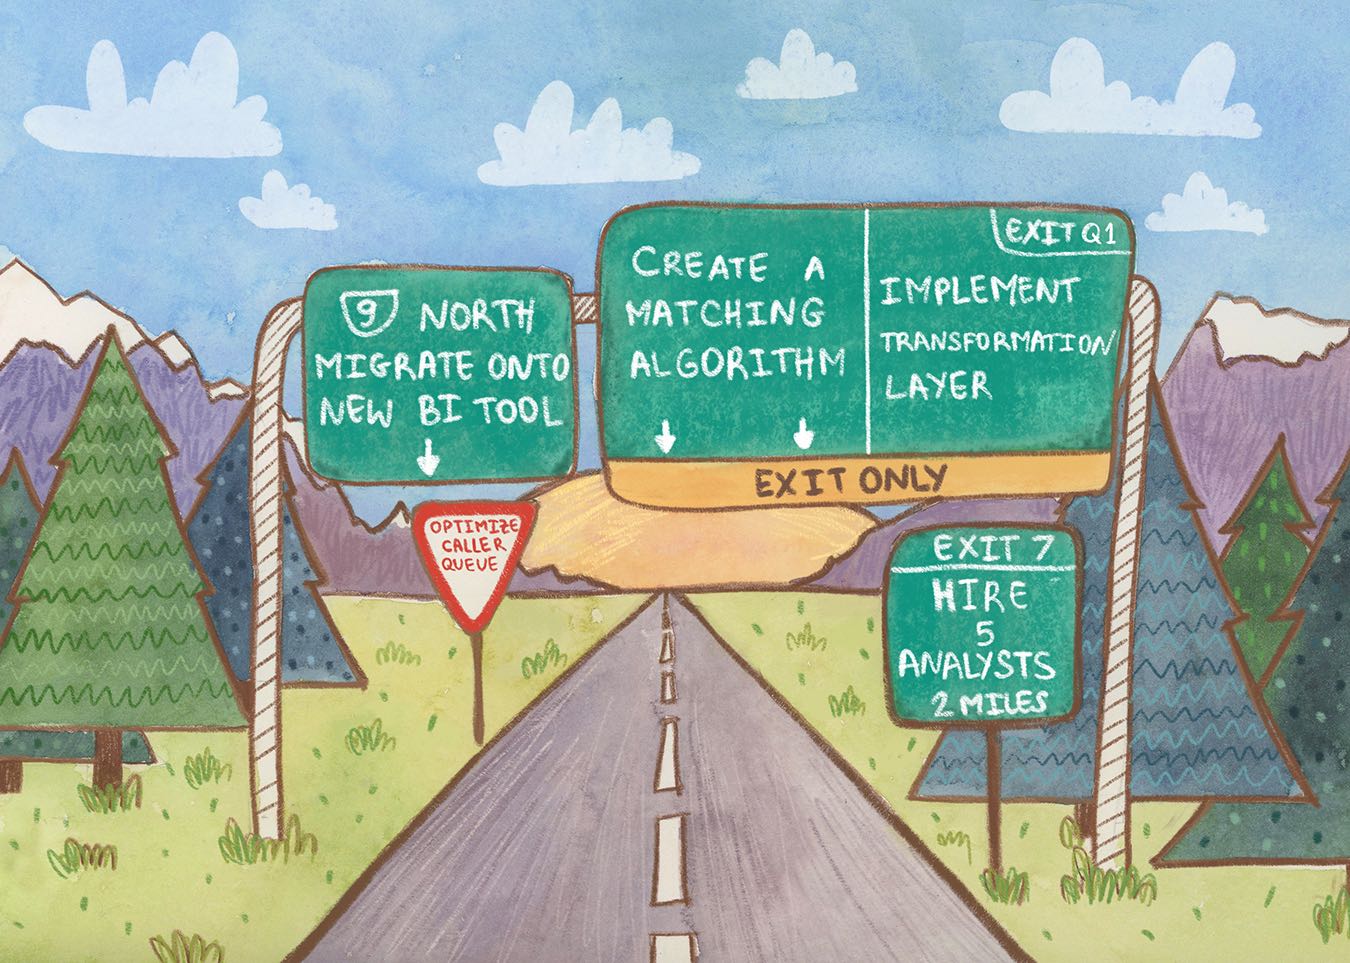 9 NORTH
MIGRATE ONTO
NEW BI TOOL
CREATE A
MATCHING
ALGORITHM
EXIT Q1
IMPLEMENT
TRANSFORMATION
LAYER
EXIT ONLY
OPTIMIZE
CALLER
QUEUE
EXIT 7
HIRE
5
ANALYSTS
2 MILES